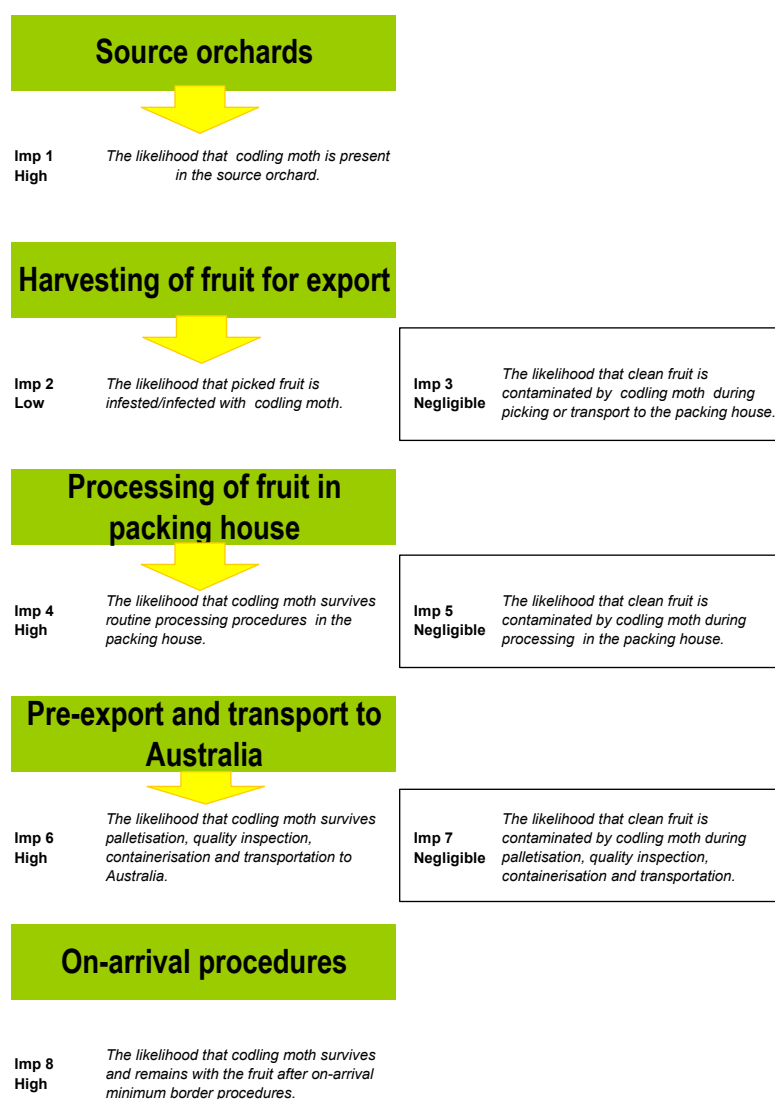 Source orchards
Imp 1
High
The likelihood that codling moth is present
in the source orchard.
Harvesting of fruit for export
Imp 2
Low
The likelihood that picked fruit is
infested/infected with codling moth.
Imp 3
Negligible
The likelihood that clean fruit is
contaminated by codling moth during
picking or transport to the packing house.
Processing of fruit in
packing house
Imp 4
High
The likelihood that codling moth survives
routine processing procedures in the
packing house.
Imp 5
Negligible
The likelihood that clean fruit is
contaminated by codling moth during
processing in the packing house.
Pre-export and transport to
Australia
Imp 6
High
The likelihood that codling moth survives
palletisation, quality inspection,
containerisation and transportation to
Australia.
Imp 7
Negligible
The likelihood that clean fruit is
contaminated by codling moth during
palletisation, quality inspection,
containerisation and transportation.
On-arrival procedures
Imp 8
High
The likelihood that codling moth survives
and remains with the fruit after on-arrival
minimum border procedures.